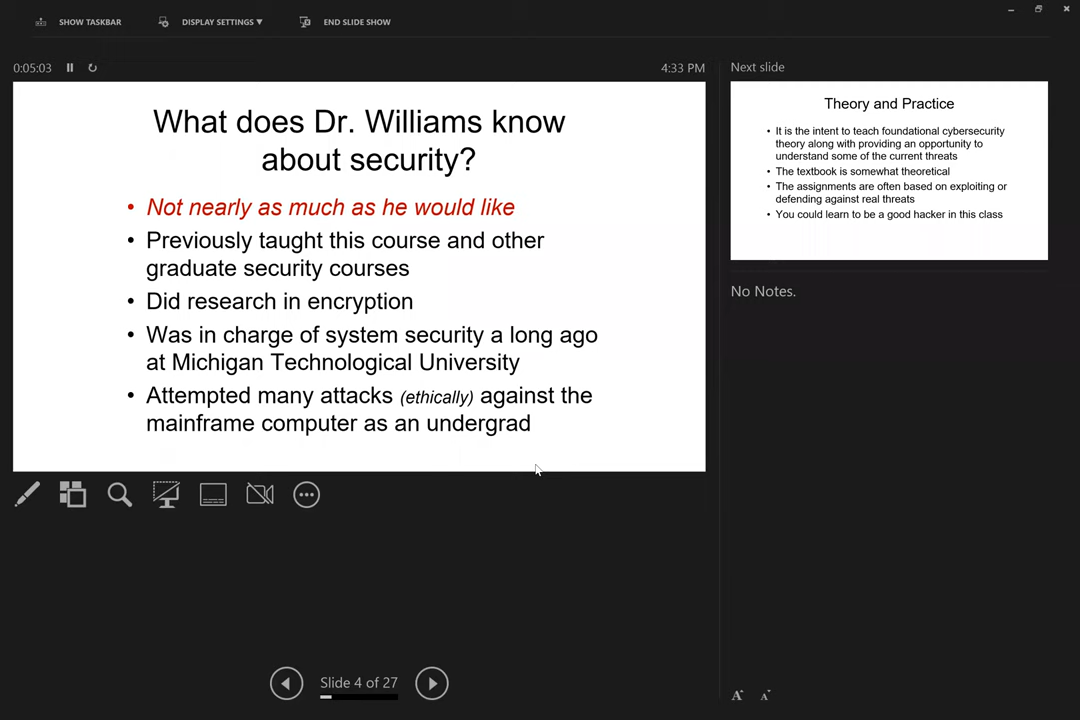 SHOW TASKBAR DISPLAY SETTINGS ▼ END SLIDE SHOW
0:05:03 4:33 PM
What does Dr. Williams know
about security?
• Not nearly as much as he would like
• Previously taught this course and other
graduate security courses
• Did research in encryption
• Was in charge of system security a long ago
at Michigan Technological University
• Attempted many attacks (ethically) against the
mainframe computer as an undergrad
Slide 4 of 27
Next slide
Theory and Practice
• It is the intent to teach foundational cybersecurity
theory along with providing an opportunity to
understand some of the current threats
• The textbook is somewhat theoretical
• The assignments are often based on exploiting or
defending against real threats
• You could learn to be a good hacker in this class
No Notes.
A A